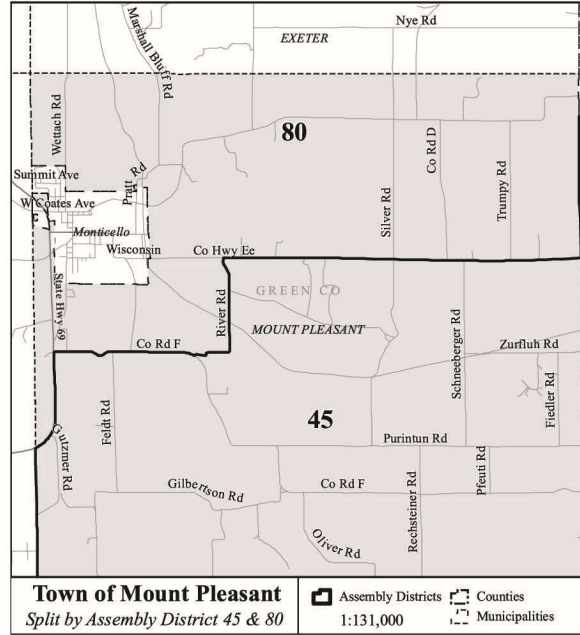 Marshall Bluff Rd
Nye Rd
EXETER
Wettach Rd
80
Co Rd D
Trumpy Rd
Silver Rd
Pratt Rd
Summit Ave
W Coates Ave
Monticello
Wisconsin
Co Hwy Ee
State Hwy 69
River Rd
GREEN CO
MOUNT PLEASANT
Schneeberger Rd
Zurfluh Rd
Co Rd F
Fiedler Rd
Feldt Rd
45
Purintun Rd
Gutzmer Rd
Gilbertson Rd
Co Rd F
Rechsteiner Rd
Pfeuti Rd
Oliver Rd
Town of Mount Pleasant
Split by Assembly District 45 & 80
Assembly Districts
Counties
1:131,000
Municipalities